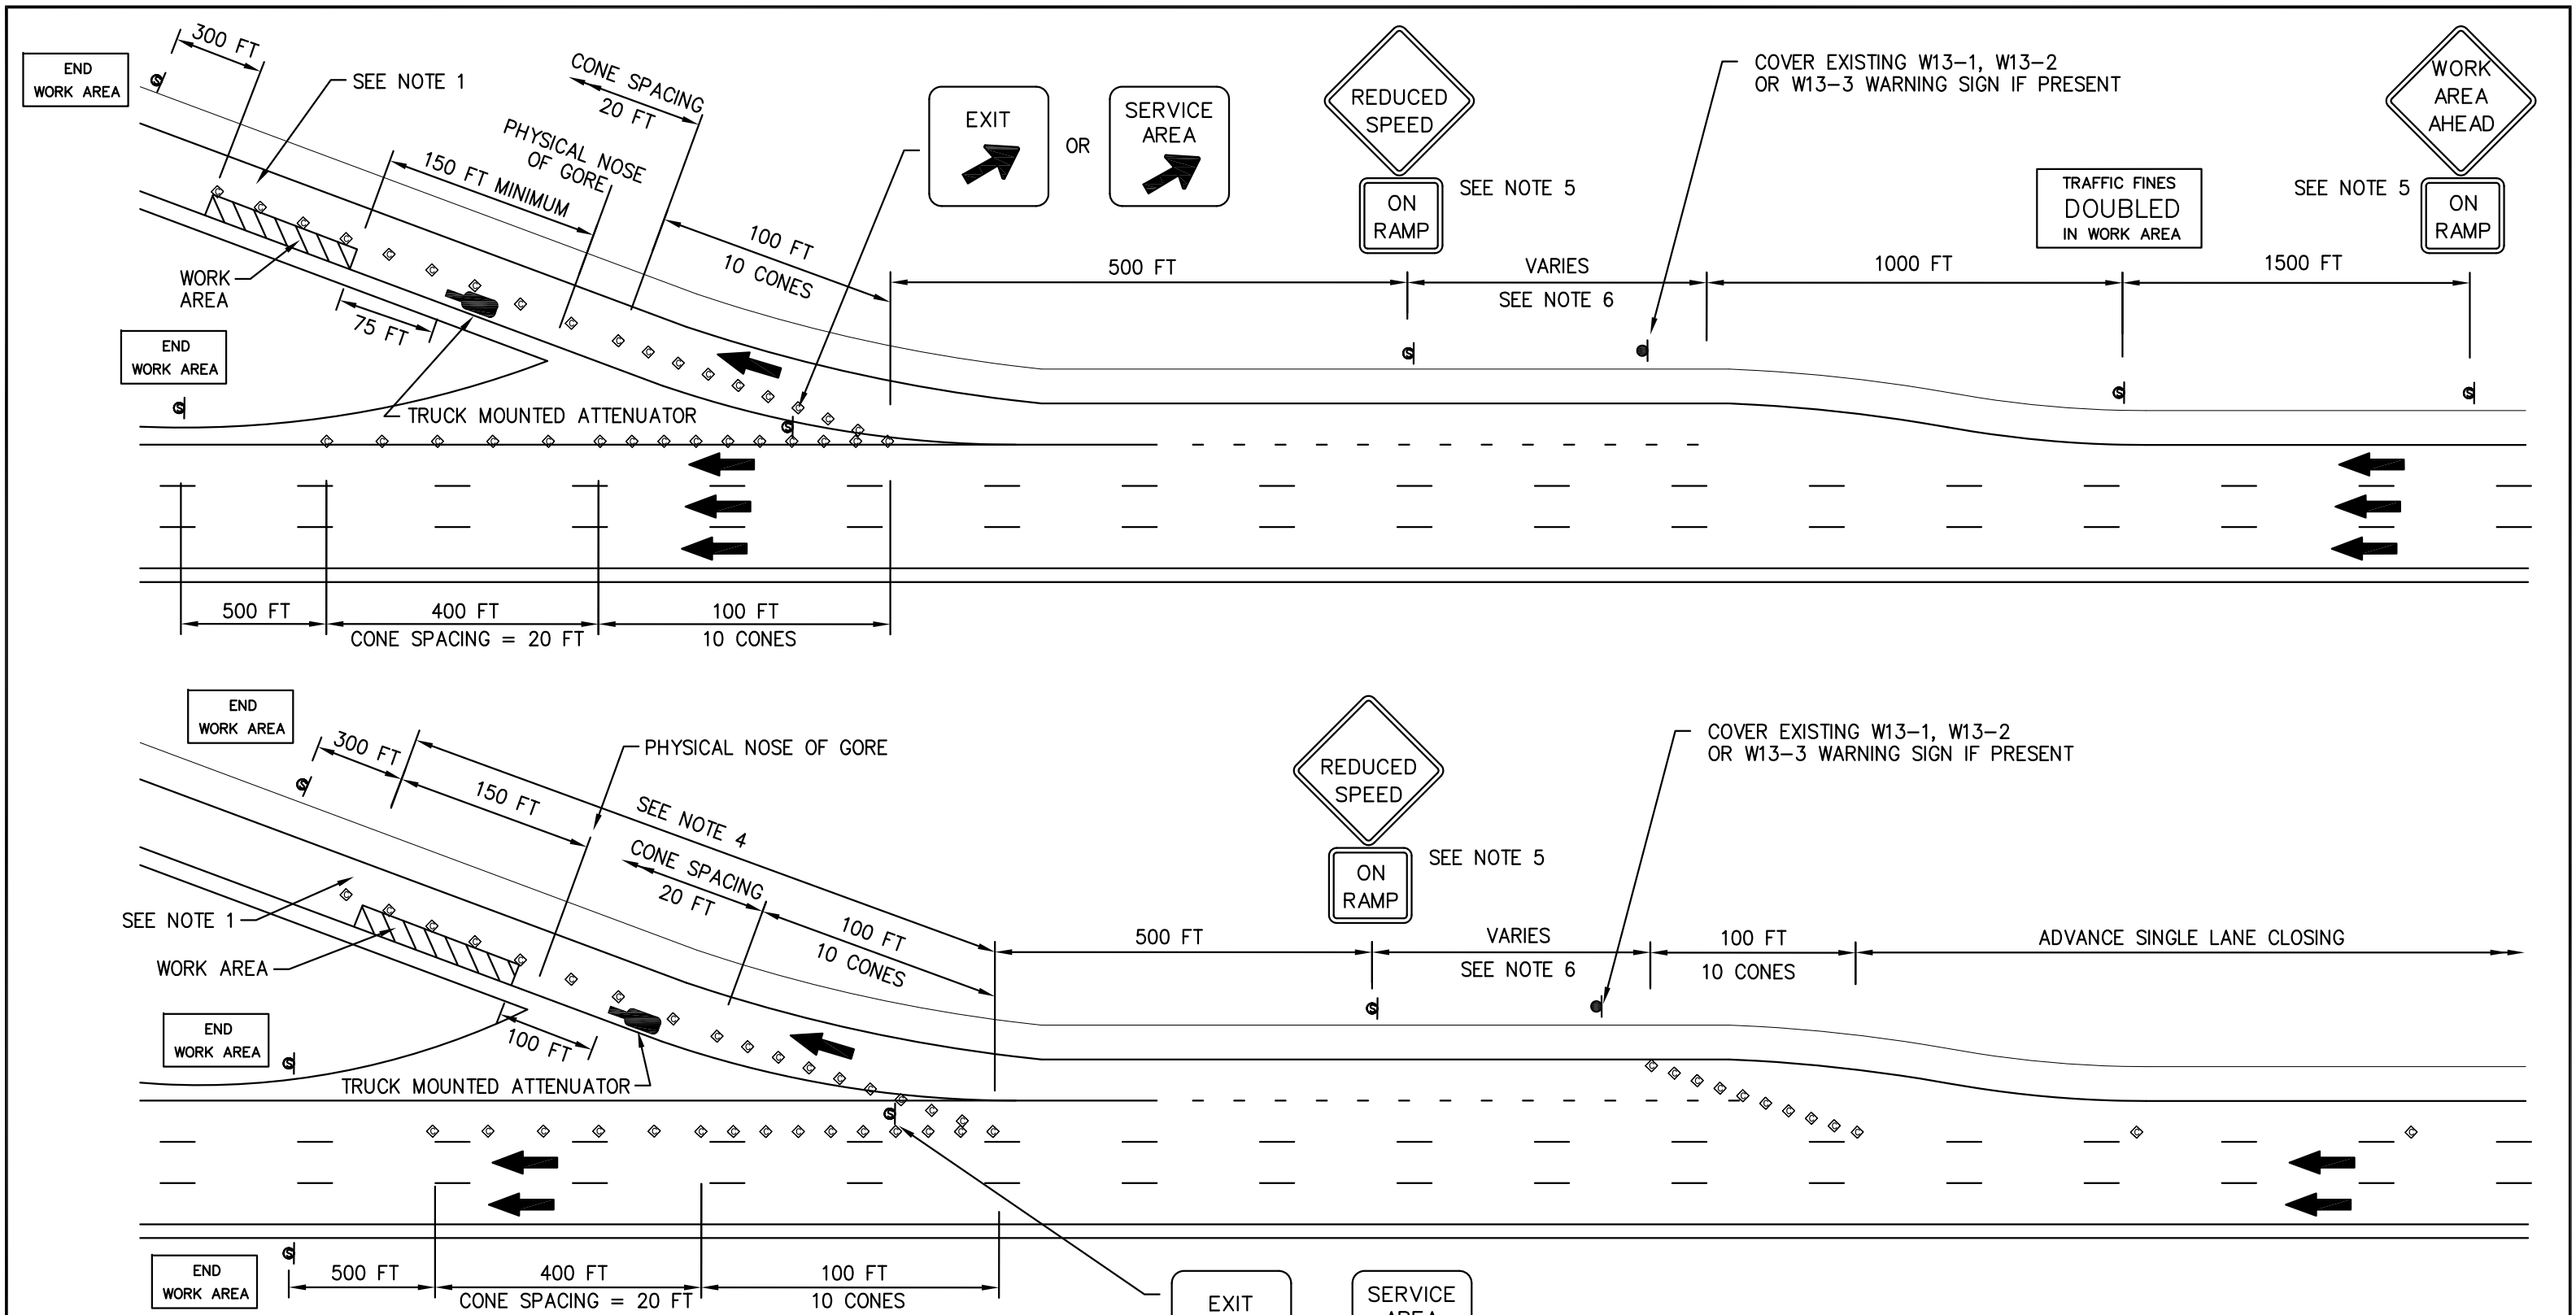 300 FT
END
WORK AREA
SEE NOTE 1
CONE SPACING
20 FT
PHYSICAL NOSE
OF GORE
150 FT MINIMUM
EXIT
OR
SERVICE
AREA
REDUCED
SPEED
ON
RAMP
SEE NOTE 5
COVER EXISTING W13-1, W13-2
OR W13-3 WARNING SIGN IF PRESENT
TRAFFIC FINES
DOUBLED
IN WORK AREA
WORK
AREA
AHEAD
SEE NOTE 5
ON
RAMP
100 FT
10 CONES
500 FT
VARIES
SEE NOTE 6
1000 FT
1500 FT
WORK
AREA
75 FT
END
WORK AREA
TRUCK MOUNTED ATTENUATOR
500 FT
400 FT
CONE SPACING = 20 FT
100 FT
10 CONES
END
WORK AREA
300 FT
150 FT
PHYSICAL NOSE OF GORE
SEE NOTE 4
CONE SPACING
20 FT
100 FT
10 CONES
REDUCED
SPEED
ON
RAMP
SEE NOTE 5
COVER EXISTING W13-1, W13-2
OR W13-3 WARNING SIGN IF PRESENT
SEE NOTE 1
WORK AREA
500 FT
VARIES
SEE NOTE 6
100 FT
10 CONES
ADVANCE SINGLE LANE CLOSING
END
WORK AREA
100 FT
TRUCK MOUNTED ATTENUATOR
END
WORK AREA
500 FT
400 FT
CONE SPACING = 20 FT
100 FT
10 CONES
EXIT
SERVICE